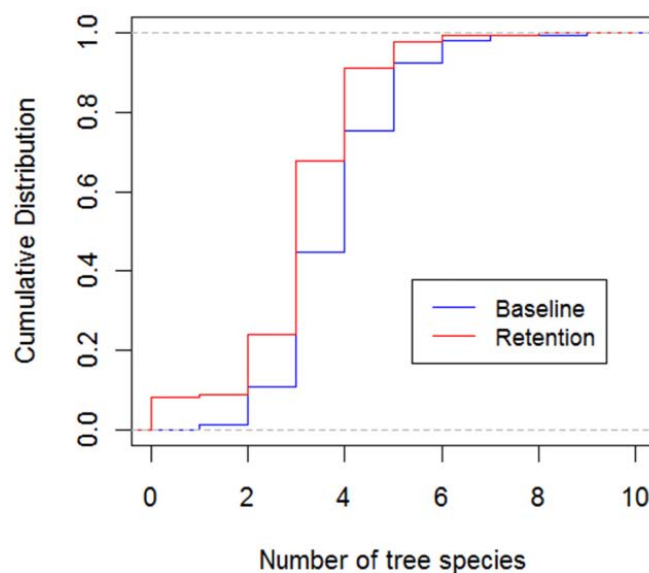 Cumulative Distribution
1.0
0.8
0.6
0.4
0.2
0.0
Baseline
Retention
0 2 4 6 8 10
Number of tree species